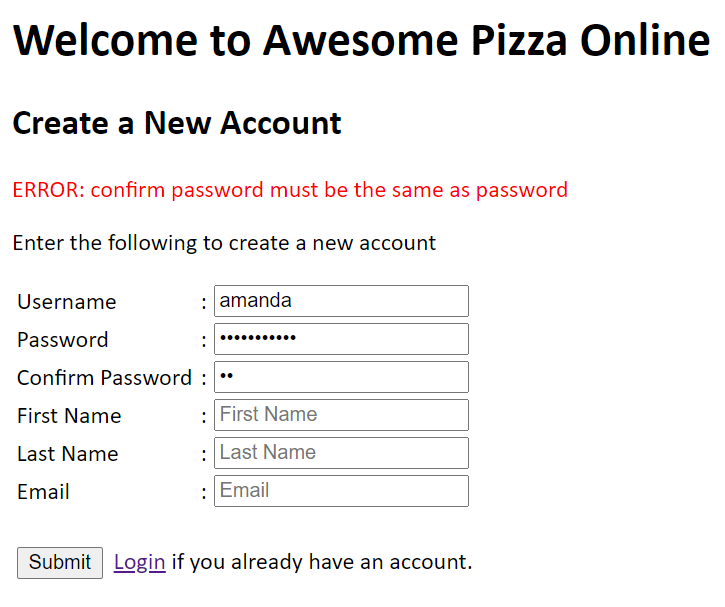 Welcome to Awesome Pizza Online
Create a New Account
ERROR: confirm password must be the same as password
Enter the following to create a new account
Username : amanda
Password : •••••••••••
Confirm Password : ••
First Name : First Name
Last Name : Last Name
Email : Email
Submit Login if you already have an account.